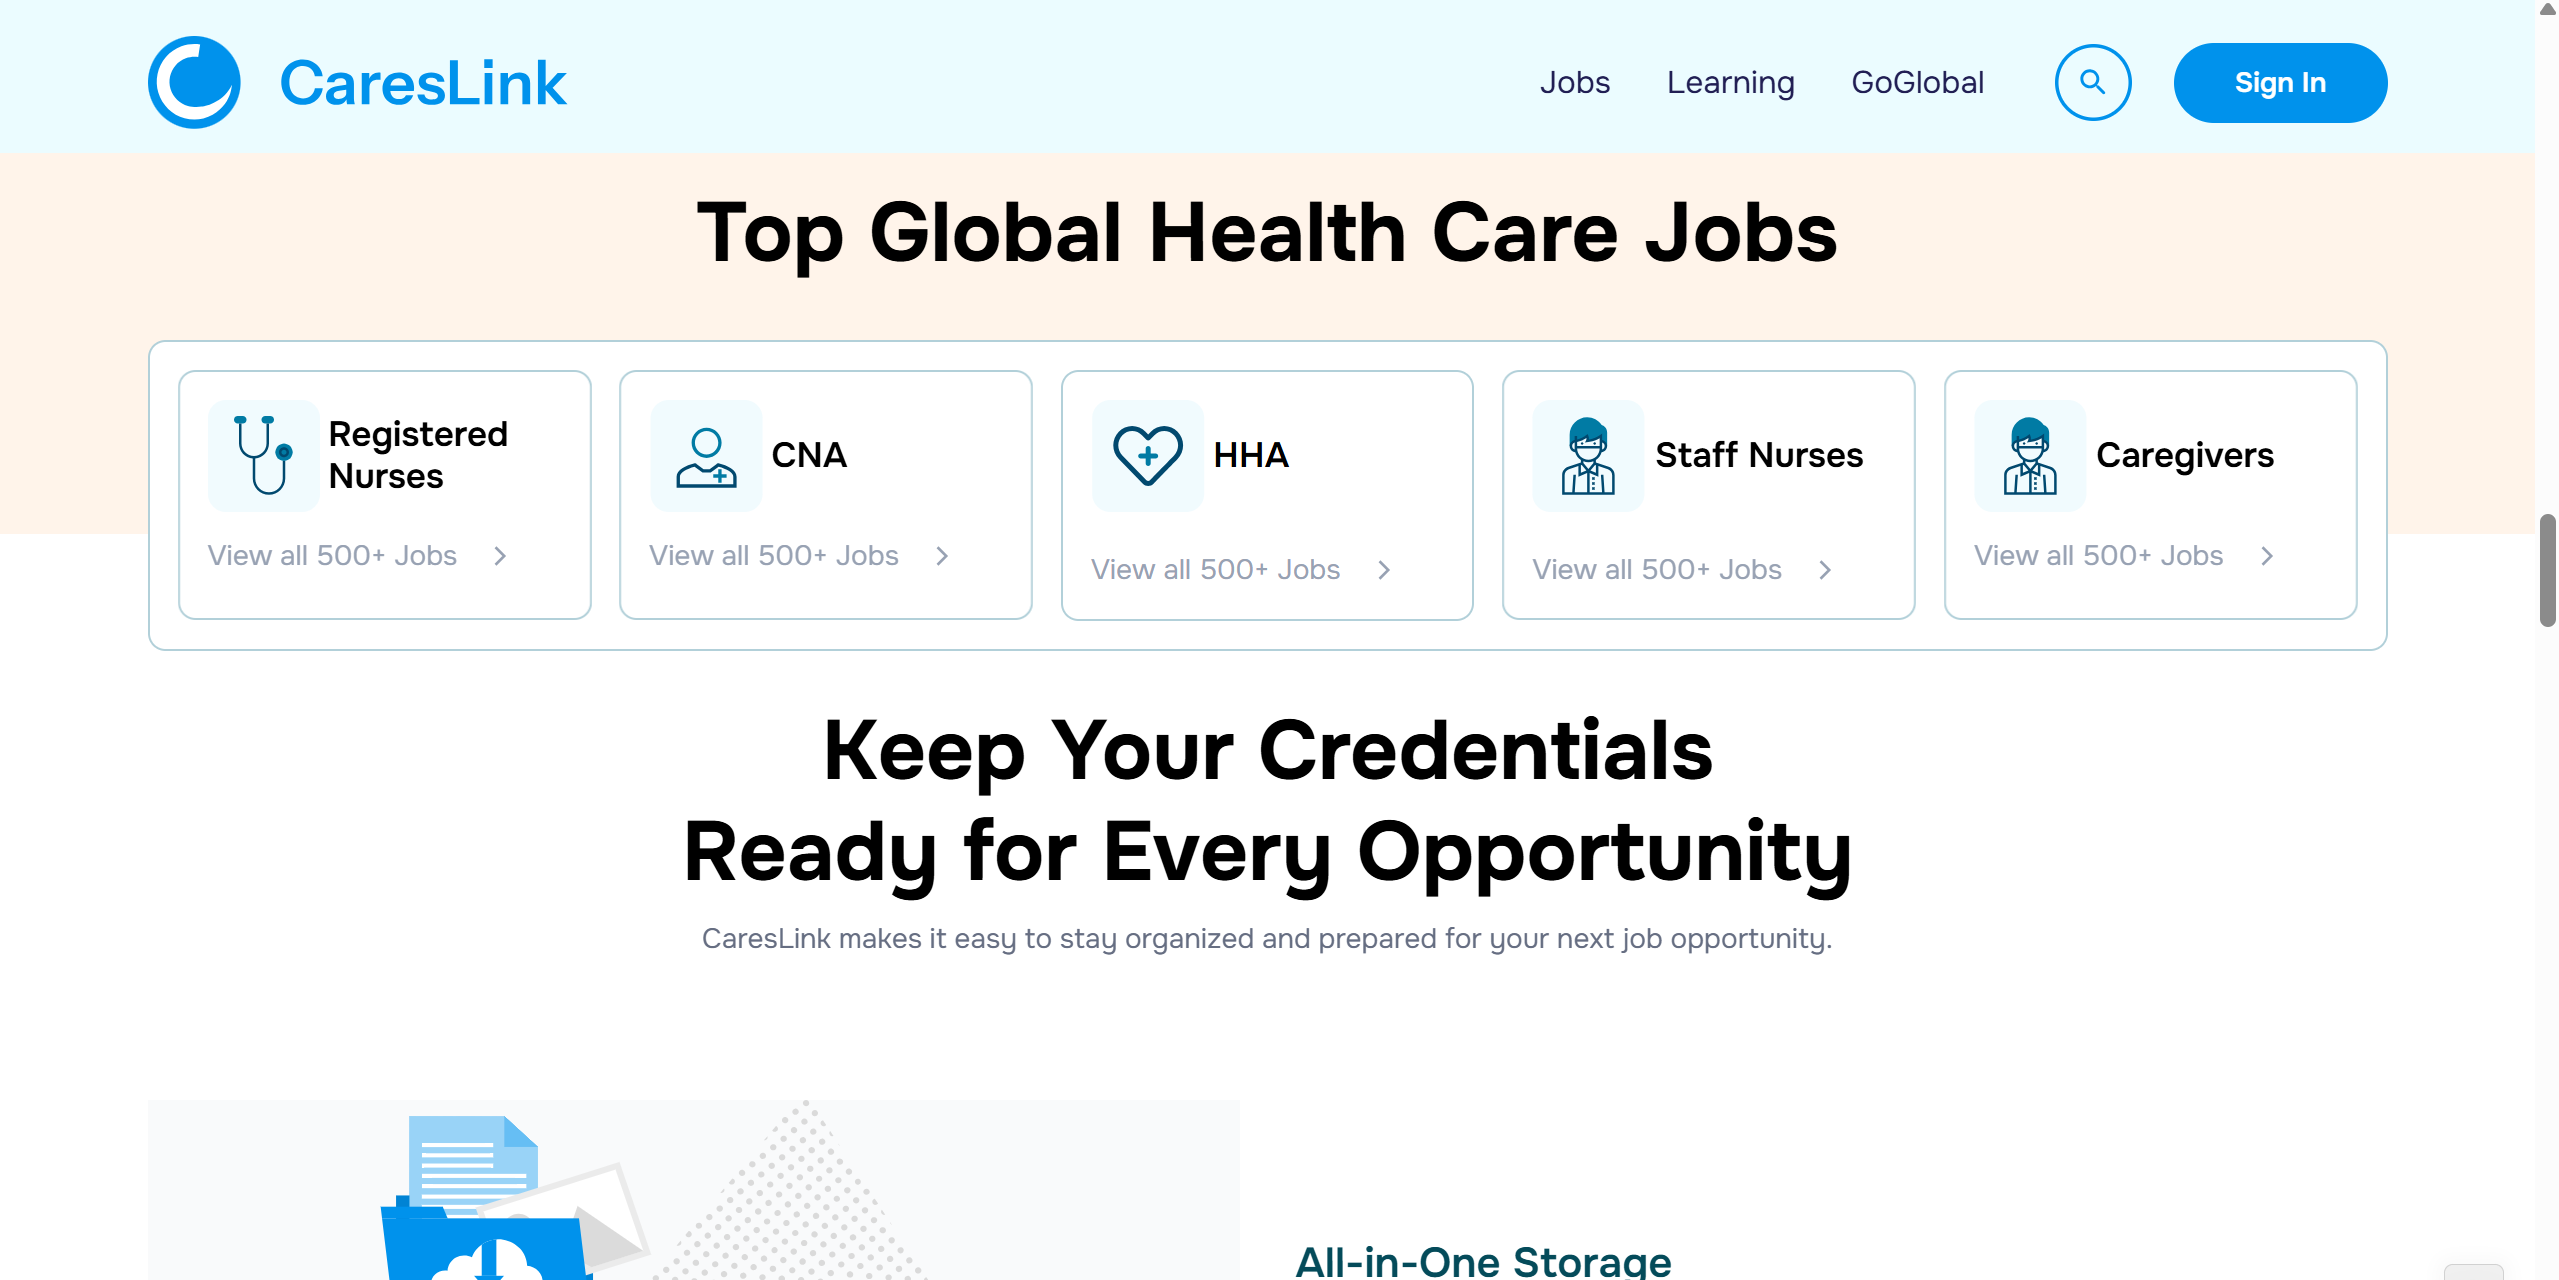 CaresLink
Jobs
Learning
GoGlobal
Sign In
Top Global Health Care Jobs
Registered
Nurses
View all 500+ Jobs
CNA
View all 500+ Jobs
HHA
View all 500+ Jobs
Staff Nurses
View all 500+ Jobs
Caregivers
View all 500+ Jobs
Keep Your Credentials
Ready for Every Opportunity
CaresLink makes it easy to stay organized and prepared for your next job opportunity.
All-in-One Storage